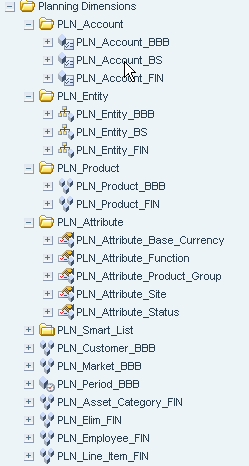 Planning Dimensions
PLN_Account
PLN_Account_BBB
PLN_Account_BS
PLN_Account_FIN
PLN_Entity
PLN_Entity_BBB
PLN_Entity_BS
PLN_Entity_FIN
PLN_Product
PLN_Product_BBB
PLN_Product_FIN
PLN_Attribute
PLN_Attribute_Base_Currency
PLN_Attribute_Function
PLN_Attribute_Product_Group
PLN_Attribute_Site
PLN_Attribute_Status
PLN_Smart_List
PLN_Customer_BBB
PLN_Market_BBB
PLN_Period_BBB
PLN_Asset_Category_FIN
PLN_Elim_FIN
PLN_Employee_FIN
PLN_Line_Item_FIN